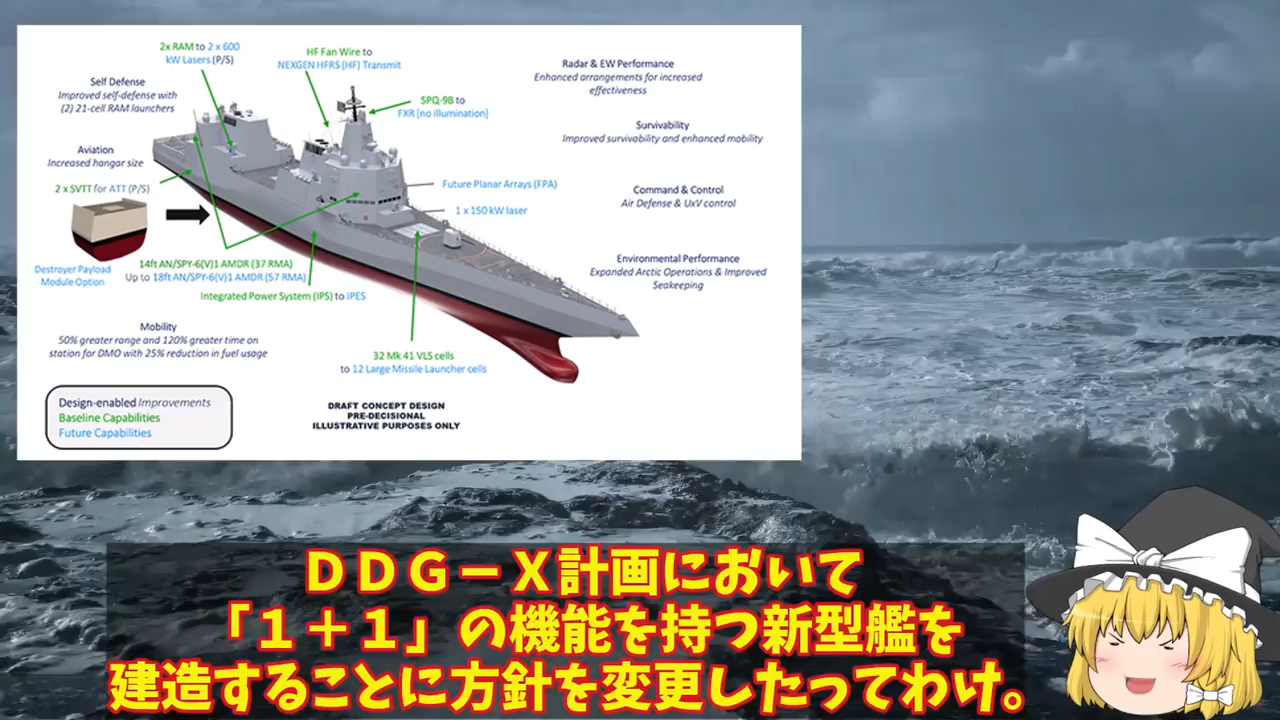 2x RAM to 2 x 600
kW Lasers (P/S)
HF Fan Wire to
NEXGEN HFRS (HF) Transmit
Self Defense
Improved self-defense with
(2) 21-cell RAM launchers
SPQ-9B to
FXR [no illumination]
Aviation
Increased hangar size
2 x SVTT for ATT (P/S)
Future Planar Arrays (FPA)
1 x 150 kW laser
Destroyer Payload
Module Option
14ft AN/SPY-6(V)1 AMDR (37 RMA)
Up to 18ft AN/SPY-6(V)1 AMDR (57 RMA)
Integrated Power System (IPS) to IPES
Mobility
50% greater range and 120% greater time on
station for DMO with 25% reduction in fuel usage
32 Mk 41 VLS cells
to 12 Large Missile Launcher cells
Radar & EW Performance
Enhanced arrangements for increased
effectiveness
Survivability
Improved survivability and enhanced mobility
Command & Control
Air Defense & UxV control
Environmental Performance
Expanded Arctic Operations & Improved
Seakeeping
Design-enabled Improvements
Baseline Capabilities
Future Capabilities
DRAFT CONCEPT DESIGN
PRE-DECISIONAL
ILLUSTRATIVE PURPOSES ONLY
DDG－X計画において
「１＋１」の機能を持つ新型艦を
建造することに方針を変更したってわけ。